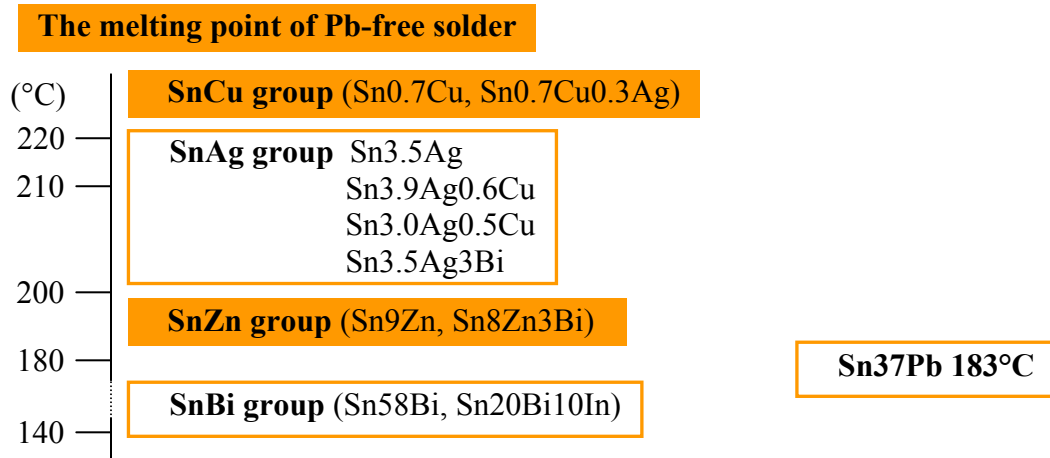 The melting point of Pb-free solder
(°C)
SnCu group (Sn0.7Cu, Sn0.7Cu0.3Ag)
220
SnAg group Sn3.5Ag
210
Sn3.9Ag0.6Cu
Sn3.0Ag0.5Cu
Sn3.5Ag3Bi
200
SnZn group (Sn9Zn, Sn8Zn3Bi)
180
Sn37Pb 183°C
SnBi group (Sn58Bi, Sn20Bi10In)
140